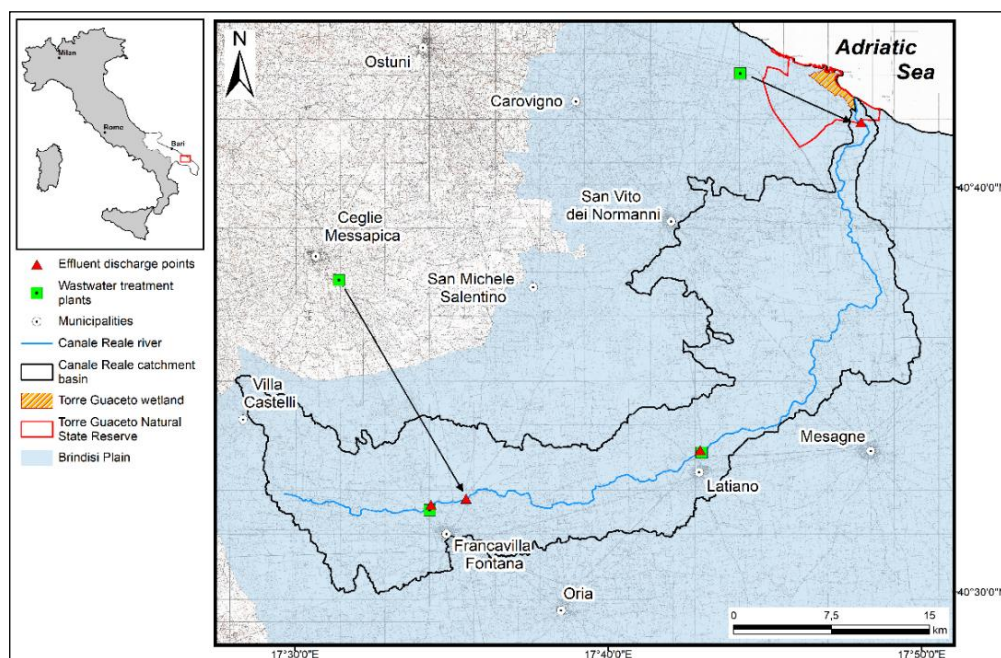 Milan
Rome
Bari
Effluent discharge points
Wastwater treatment
plants
Municipalities
Canale Reale river
Canale Reale catchment
basin
Torre Guaceto wetland
Torre Guaceto Natural
State Reserve
Brindisi Plain
N
Ostuni
Adriatic
Sea
Carovigno
San Vito
dei Normanni
Ceglie
Messapica
San Michele
Salentino
Villa
Castelli
Mesagne
Latiano
Francavilla
Fontana
Oria
40°40'0"N
40°30'0"N
0 7,5 15
km
17°30'0"E 17°40'0"E 17°50'0"E